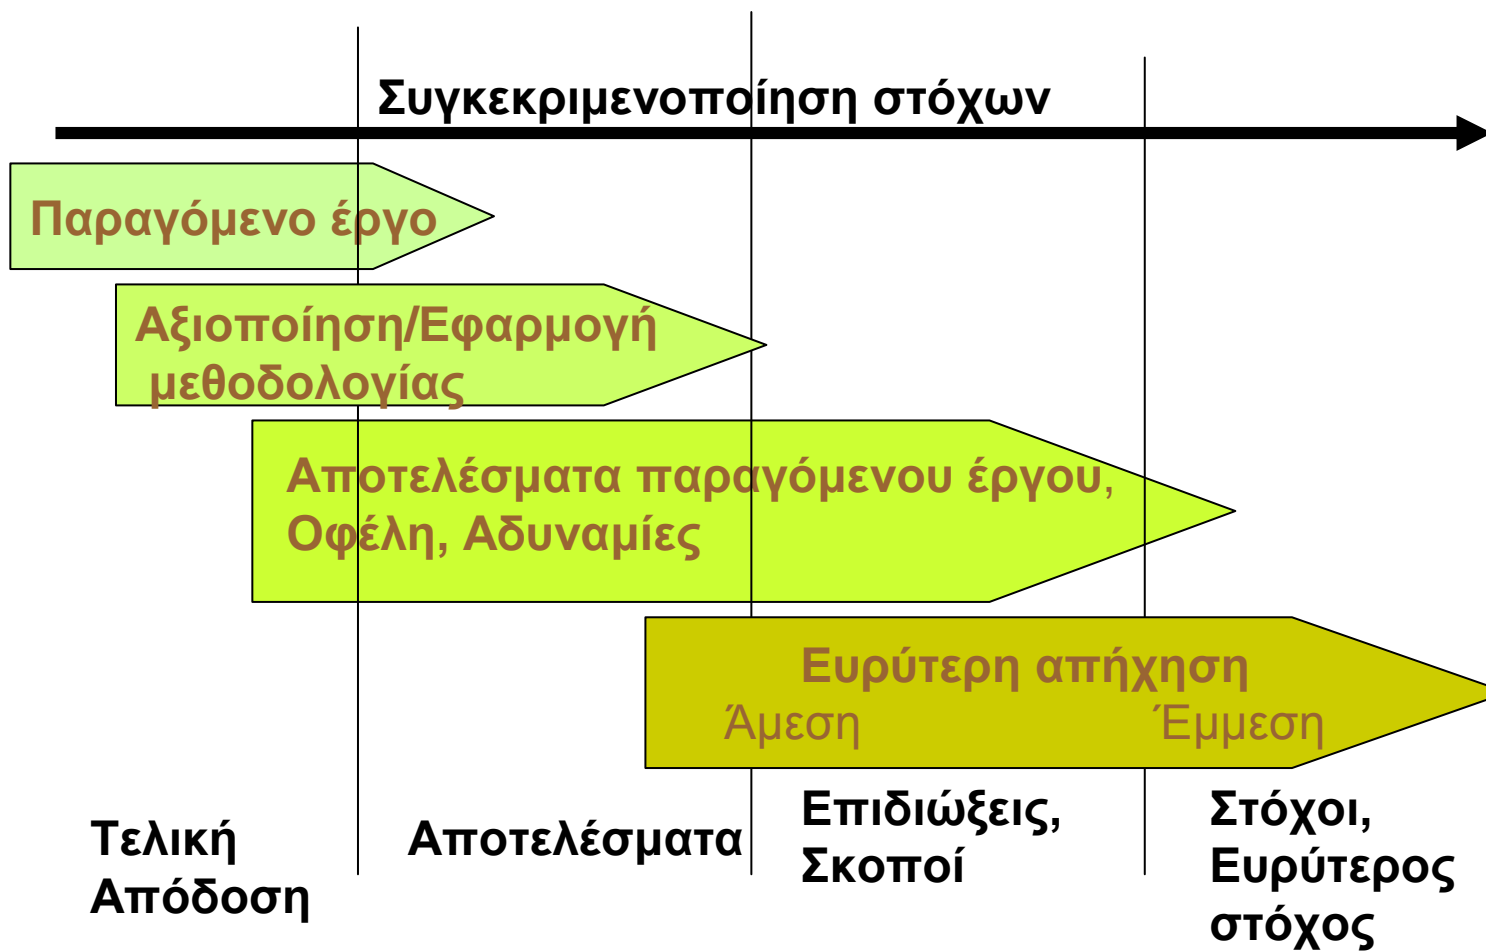 Συγκεκριμενοποίηση στόχων
Παραγόμενο έργο
Αξιοποίηση/Εφαρμογή
μεθοδολογίας
Αποτελέσματα παραγόμενου έργου,
Οφέλη, Αδυναμίες
Ευρύτερη απήχηση
Άμεση Έμμεση
Τελική
Απόδοση
Αποτελέσματα
Επιδιώξεις,
Σκοποί
Στόχοι,
Ευρύτερος
στόχος